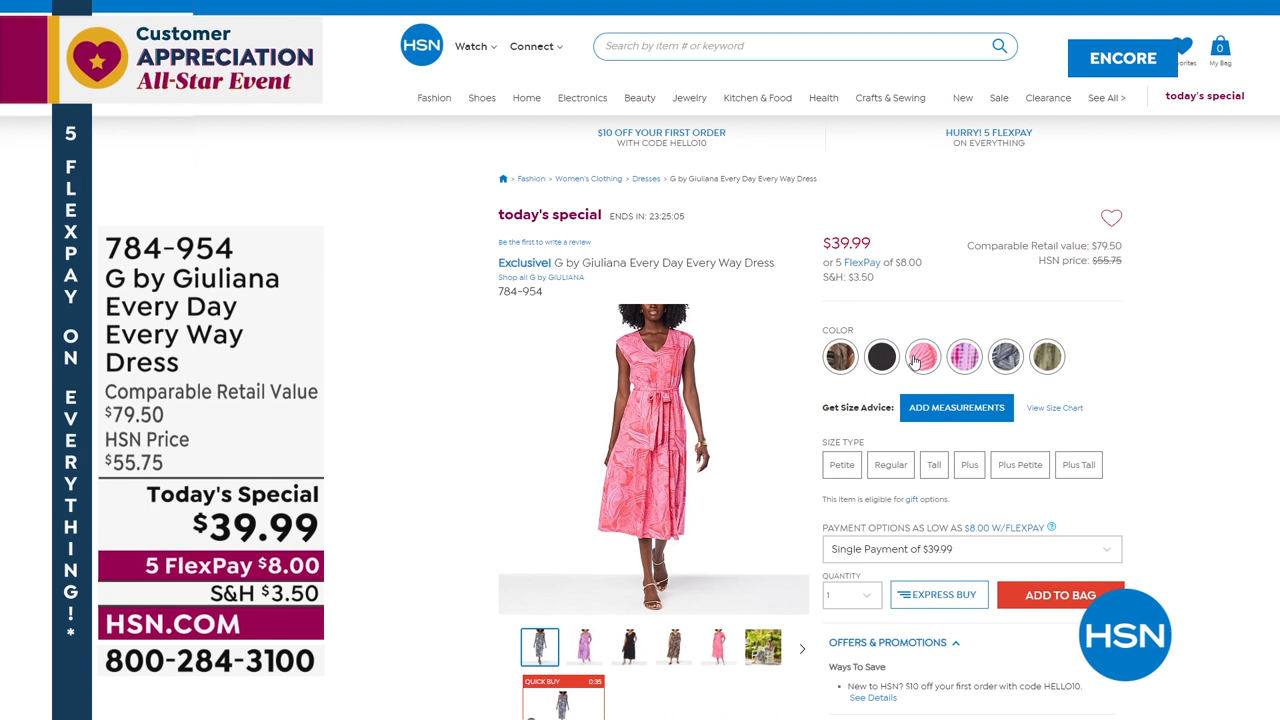 Customer
APPRECIATION
All-Star Event
5 FLEXPAY ON EVERYTHING!*
784-954
G by Giuliana
Every Day
Every Way
Dress
Comparable Retail Value
$79.50
HSN Price
$55.75
Today's Special
$39.99
5 FlexPay $8.00
S&H $3.50
HSN.COM
800-284-3100
HSN
Watch
Connect
Search by item # or keyword
ENCORE
orites
0
My Bag
Fashion Shoes Home Electronics Beauty Jewelry Kitchen & Food Health Crafts & Sewing New Sale Clearance See All > today's special
$10 OFF YOUR FIRST ORDER
WITH CODE HELLO10
HURRY! 5 FLEXPAY
ON EVERYTHING
> Fashion > Women's Clothing > Dresses > G by Giuliana Every Day Every Way Dress
today's special ENDS IN: 23:25:05
Be the first to write a review
Exclusive! G by Giuliana Every Day Every Way Dress
Shop all G by GIULIANA
784-954
$39.99
or 5 FlexPay of $8.00
S&H: $3.50
Comparable Retail value: $79.50
HSN price: $55.75
COLOR
Get Size Advice: ADD MEASUREMENTS View Size Chart
SIZE TYPE
Petite Regular Tall Plus Plus Petite Plus Tall
This item is eligible for gift options.
PAYMENT OPTIONS AS LOW AS $8.00 W/FLEXPAY ?
Single Payment of $39.99
QUANTITY
1
EXPRESS BUY
ADD TO BAG
HSN
OFFERS & PROMOTIONS
Ways To Save
• New to HSN? $10 off your first order with code HELLO10.
See Details
QUICK BUY 0:35